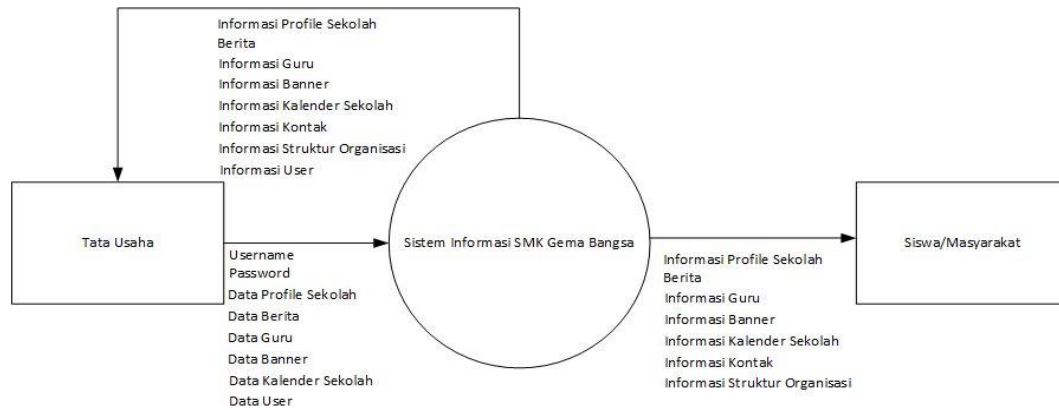 Informasi Profile Sekolah
Berita
Informasi Guru
Informasi Banner
Informasi Kalender Sekolah
Informasi Kontak
Informasi Struktur Organisasi
Informasi User
Tata Usaha
Sistem Informasi SMK Gema Bangsa
Siswa/Masyarakat
Username
Password
Data Profile Sekolah
Data Berita
Data Guru
Data Banner
Data Kalender Sekolah
Data User
Informasi Profile Sekolah
Berita
Informasi Guru
Informasi Banner
Informasi Kalender Sekolah
Informasi Kontak
Informasi Struktur Organisasi